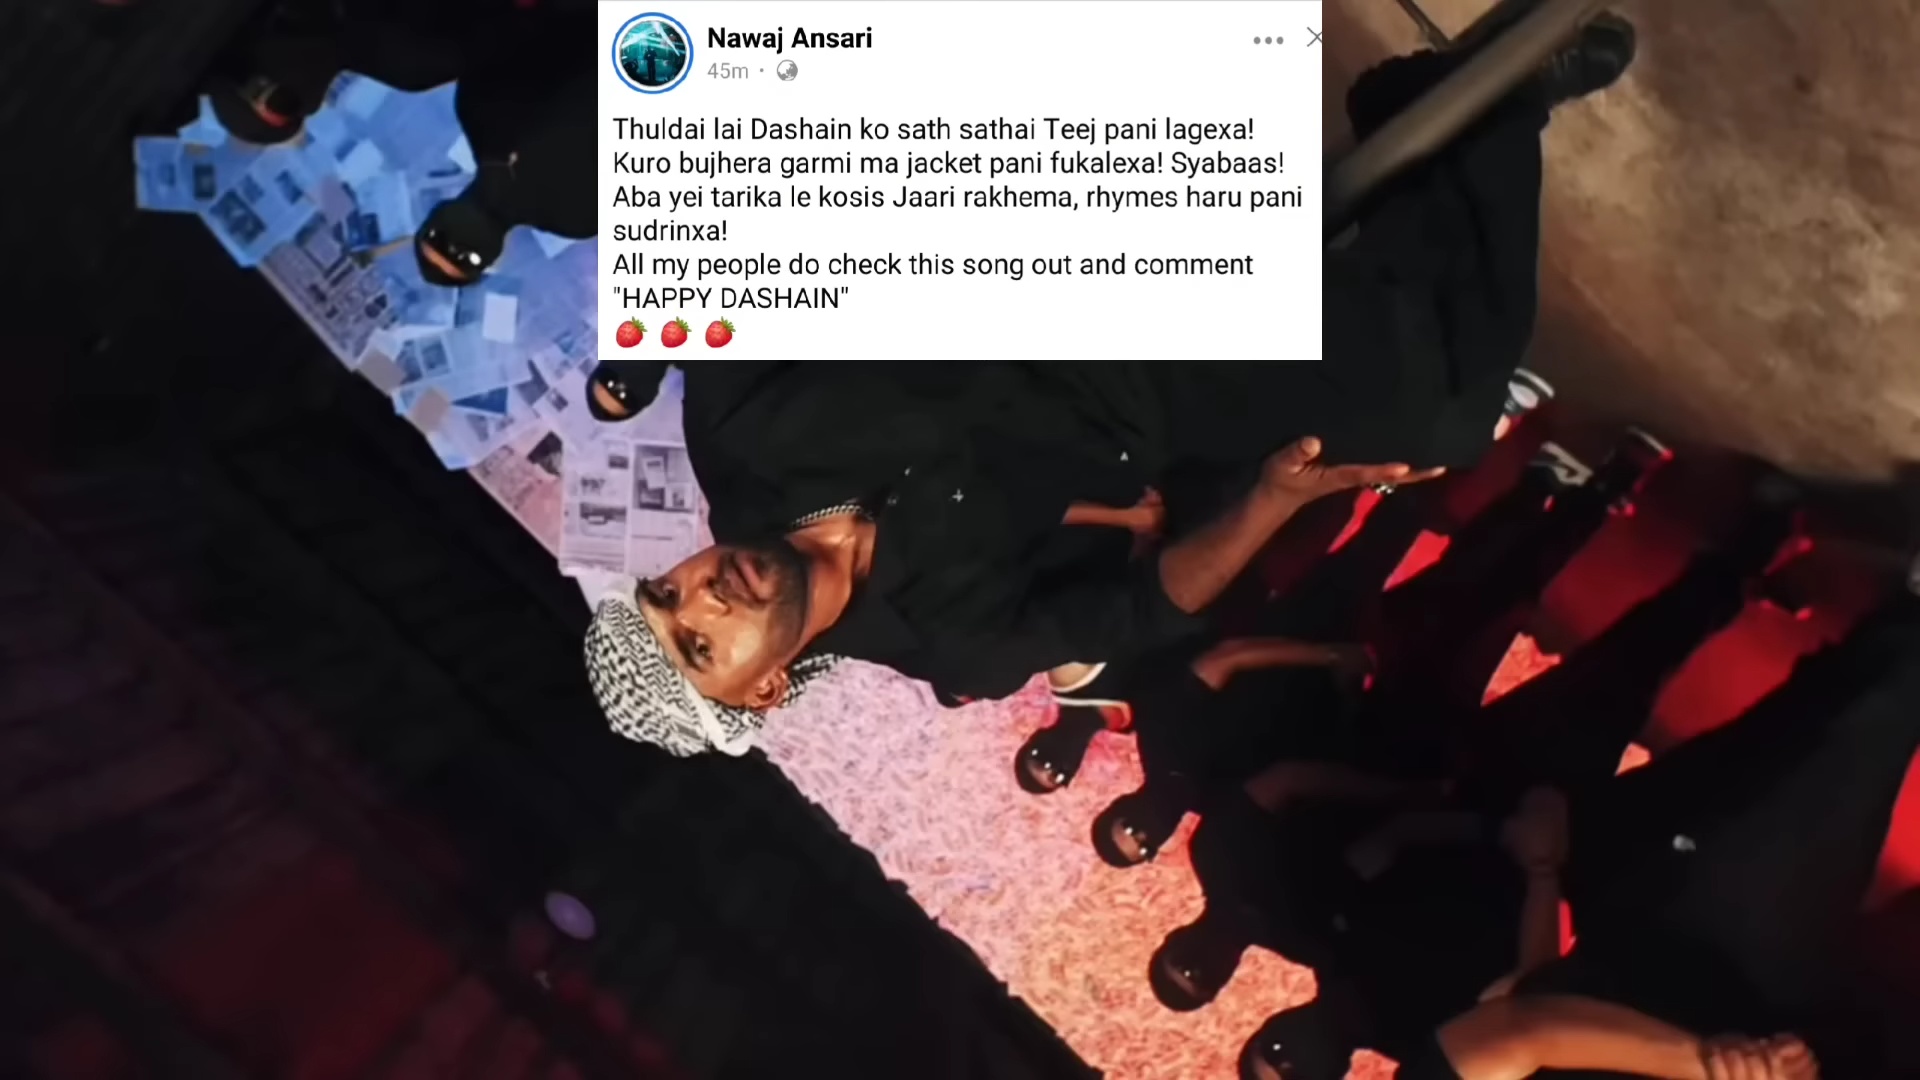 Nawaj Ansari
45m ·
Thuldai lai Dashain ko sath sathai Teej pani lagexa!
Kuro bujhera garmi ma jacket pani fukalexa! Syabaas!
Aba yei tarika le kosis Jaari rakhema, rhymes haru pani
sudrinxa!
All my people do check this song out and comment
"HAPPY DASHAIN"
🍓 🍓 🍓